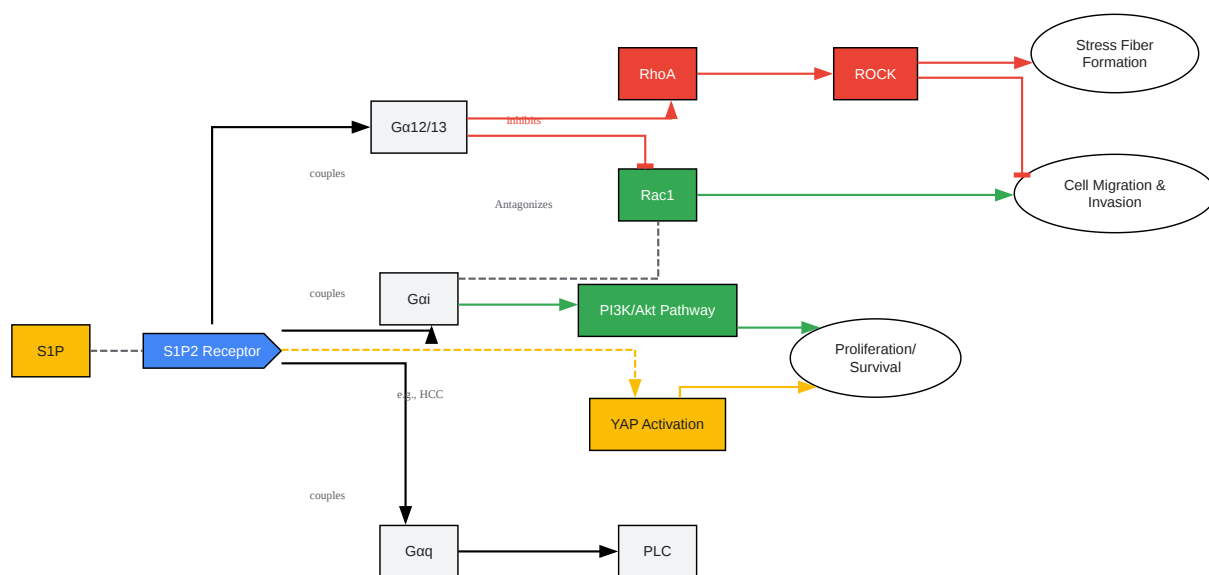 Stress Fiber
Formation
RhoA
ROCK
Gα12/13
inhibits
couples
Rac1
Cell Migration &
Invasion
Antagonizes
couples
Gαi
PI3K/Akt Pathway
S1P
S1P2 Receptor
Proliferation/
Survival
e.g., HCC
YAP Activation
couples
Gαq
PLC